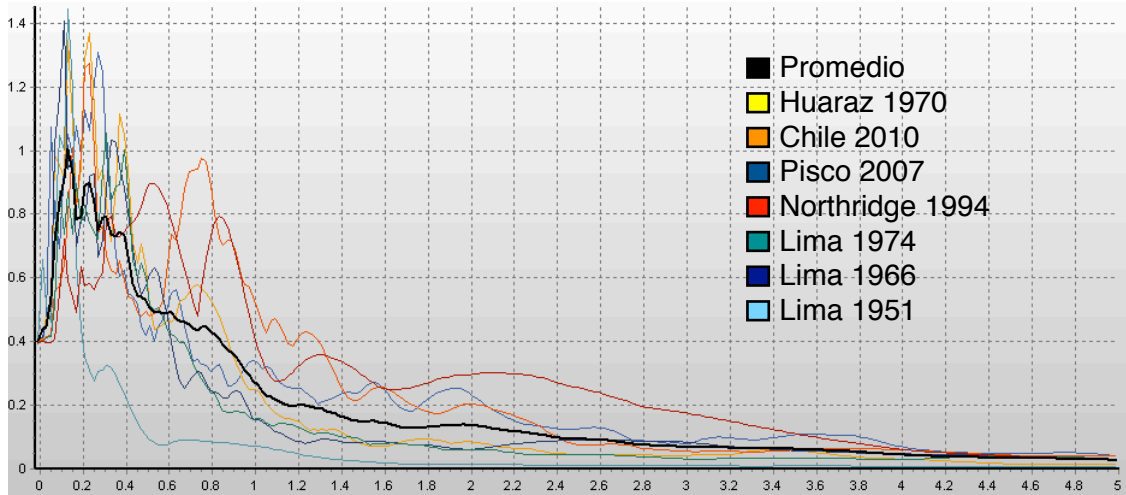 1.4
1.2
1
0.8
0.6
0.4
0.2
0
Promedio
Huaraz 1970
Chile 2010
Pisco 2007
Northridge 1994
Lima 1974
Lima 1966
Lima 1951
0 0.2 0.4 0.6 0.8 1 1.2 1.4 1.6 1.8 2 2.2 2.4 2.6 2.8 3 3.2 3.4 3.6 3.8 4 4.2 4.4 4.6 4.8 5